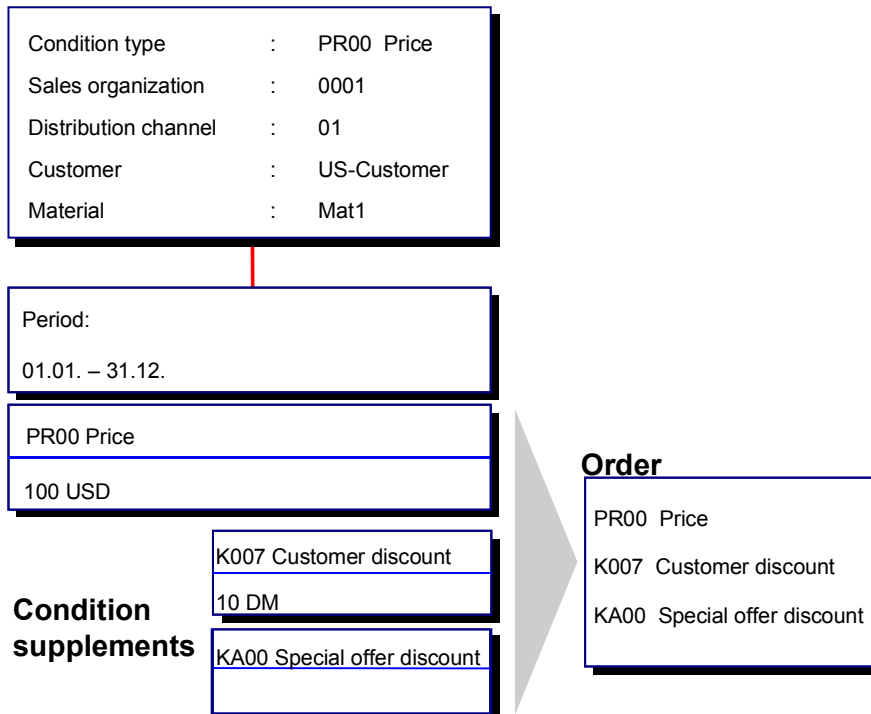 Condition type : PR00 Price
Sales organization : 0001
Distribution channel : 01
Customer : US-Customer
Material : Mat1
Period:
01.01. – 31.12.
PR00 Price
100 USD
K007 Customer discount
10 DM
Condition
supplements
KA00 Special offer discount
Order
PR00 Price
K007 Customer discount
KA00 Special offer discount